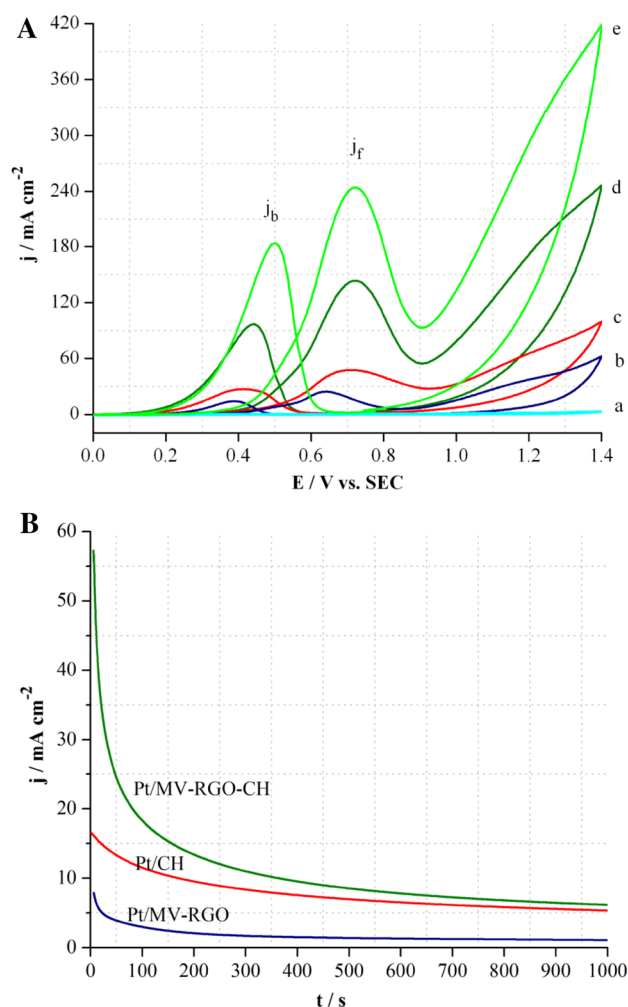 A
420
360
300
240
180
120
60
0
j / mA cm-2
j_f
j_b
e
d
c
b
a
0.0 0.2 0.4 0.6 0.8 1.0 1.2 1.4
E / V vs. SEC
B
60
50
40
30
20
10
0
j / mA cm-2
Pt/MV-RGO-CH
Pt/CH
Pt/MV-RGO
0 100 200 300 400 500 600 700 800 900 1000
t / s